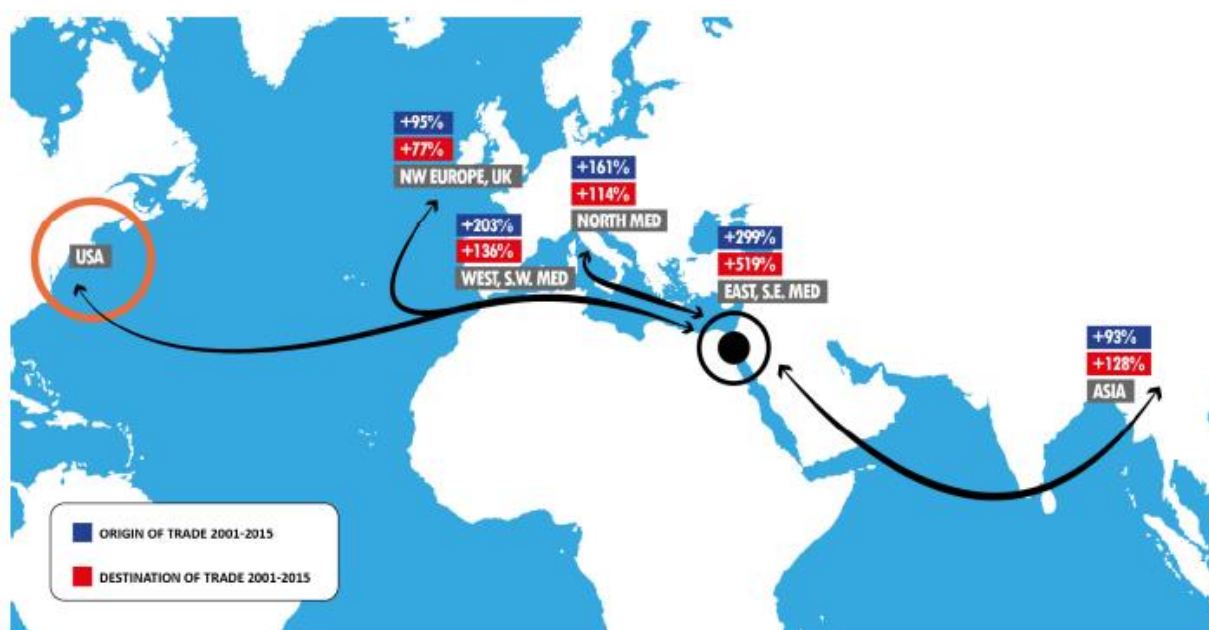 +95%
+77%
NW EUROPE, UK
+161%
+114%
NORTH MED
+203%
+136%
WEST, S.W. MED
+299%
+519%
EAST, S.E. MED
USA
+93%
+128%
ASIA
ORIGIN OF TRADE 2001-2015
DESTINATION OF TRADE 2001-2015